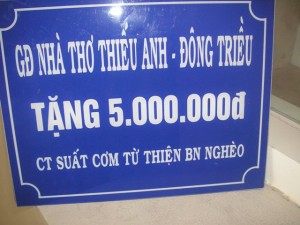 GĐ NHÀ THƠ THIẾU ANH - ĐÔNG TRIỀU
TẶNG 5.000.000đ
CT SUẤT CƠM TỪ THIỆN BN NGHÈO